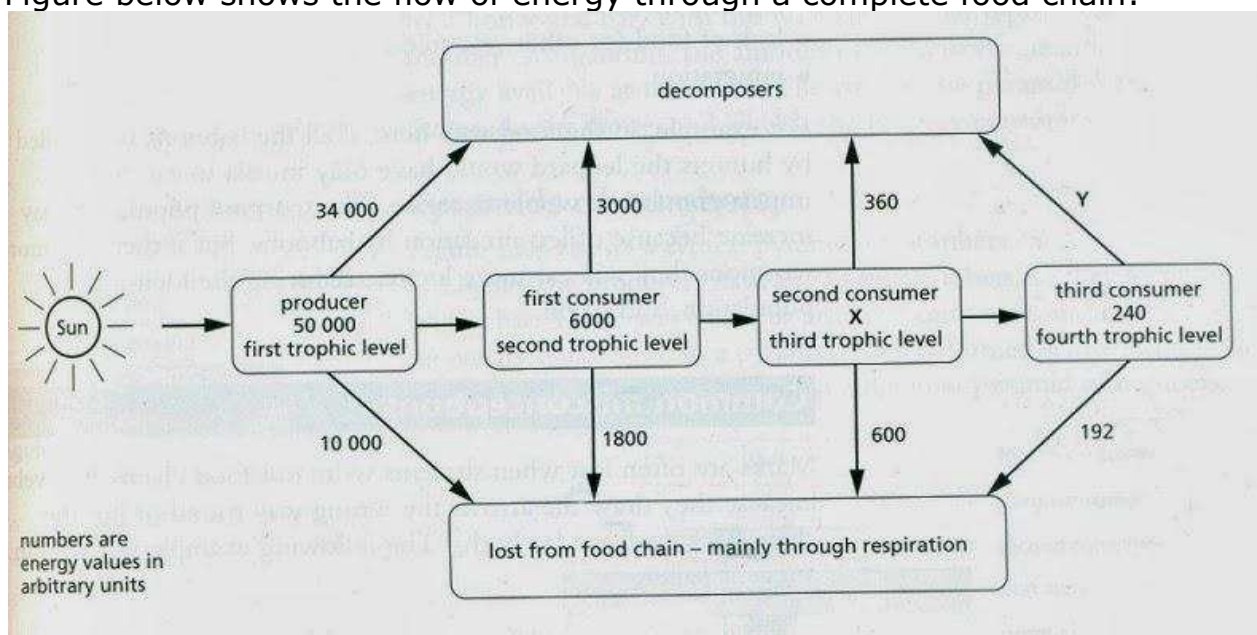 Figure below shows the flow of energy through a complete food chain.
decomposers
34 000
3000
360
Y
Sun
producer
50 000
first trophic level
first consumer
6000
second trophic level
second consumer
X
third trophic level
third consumer
240
fourth trophic level
10 000
1800
600
192
numbers are
energy values in
arbitrary units
lost from food chain – mainly through respiration